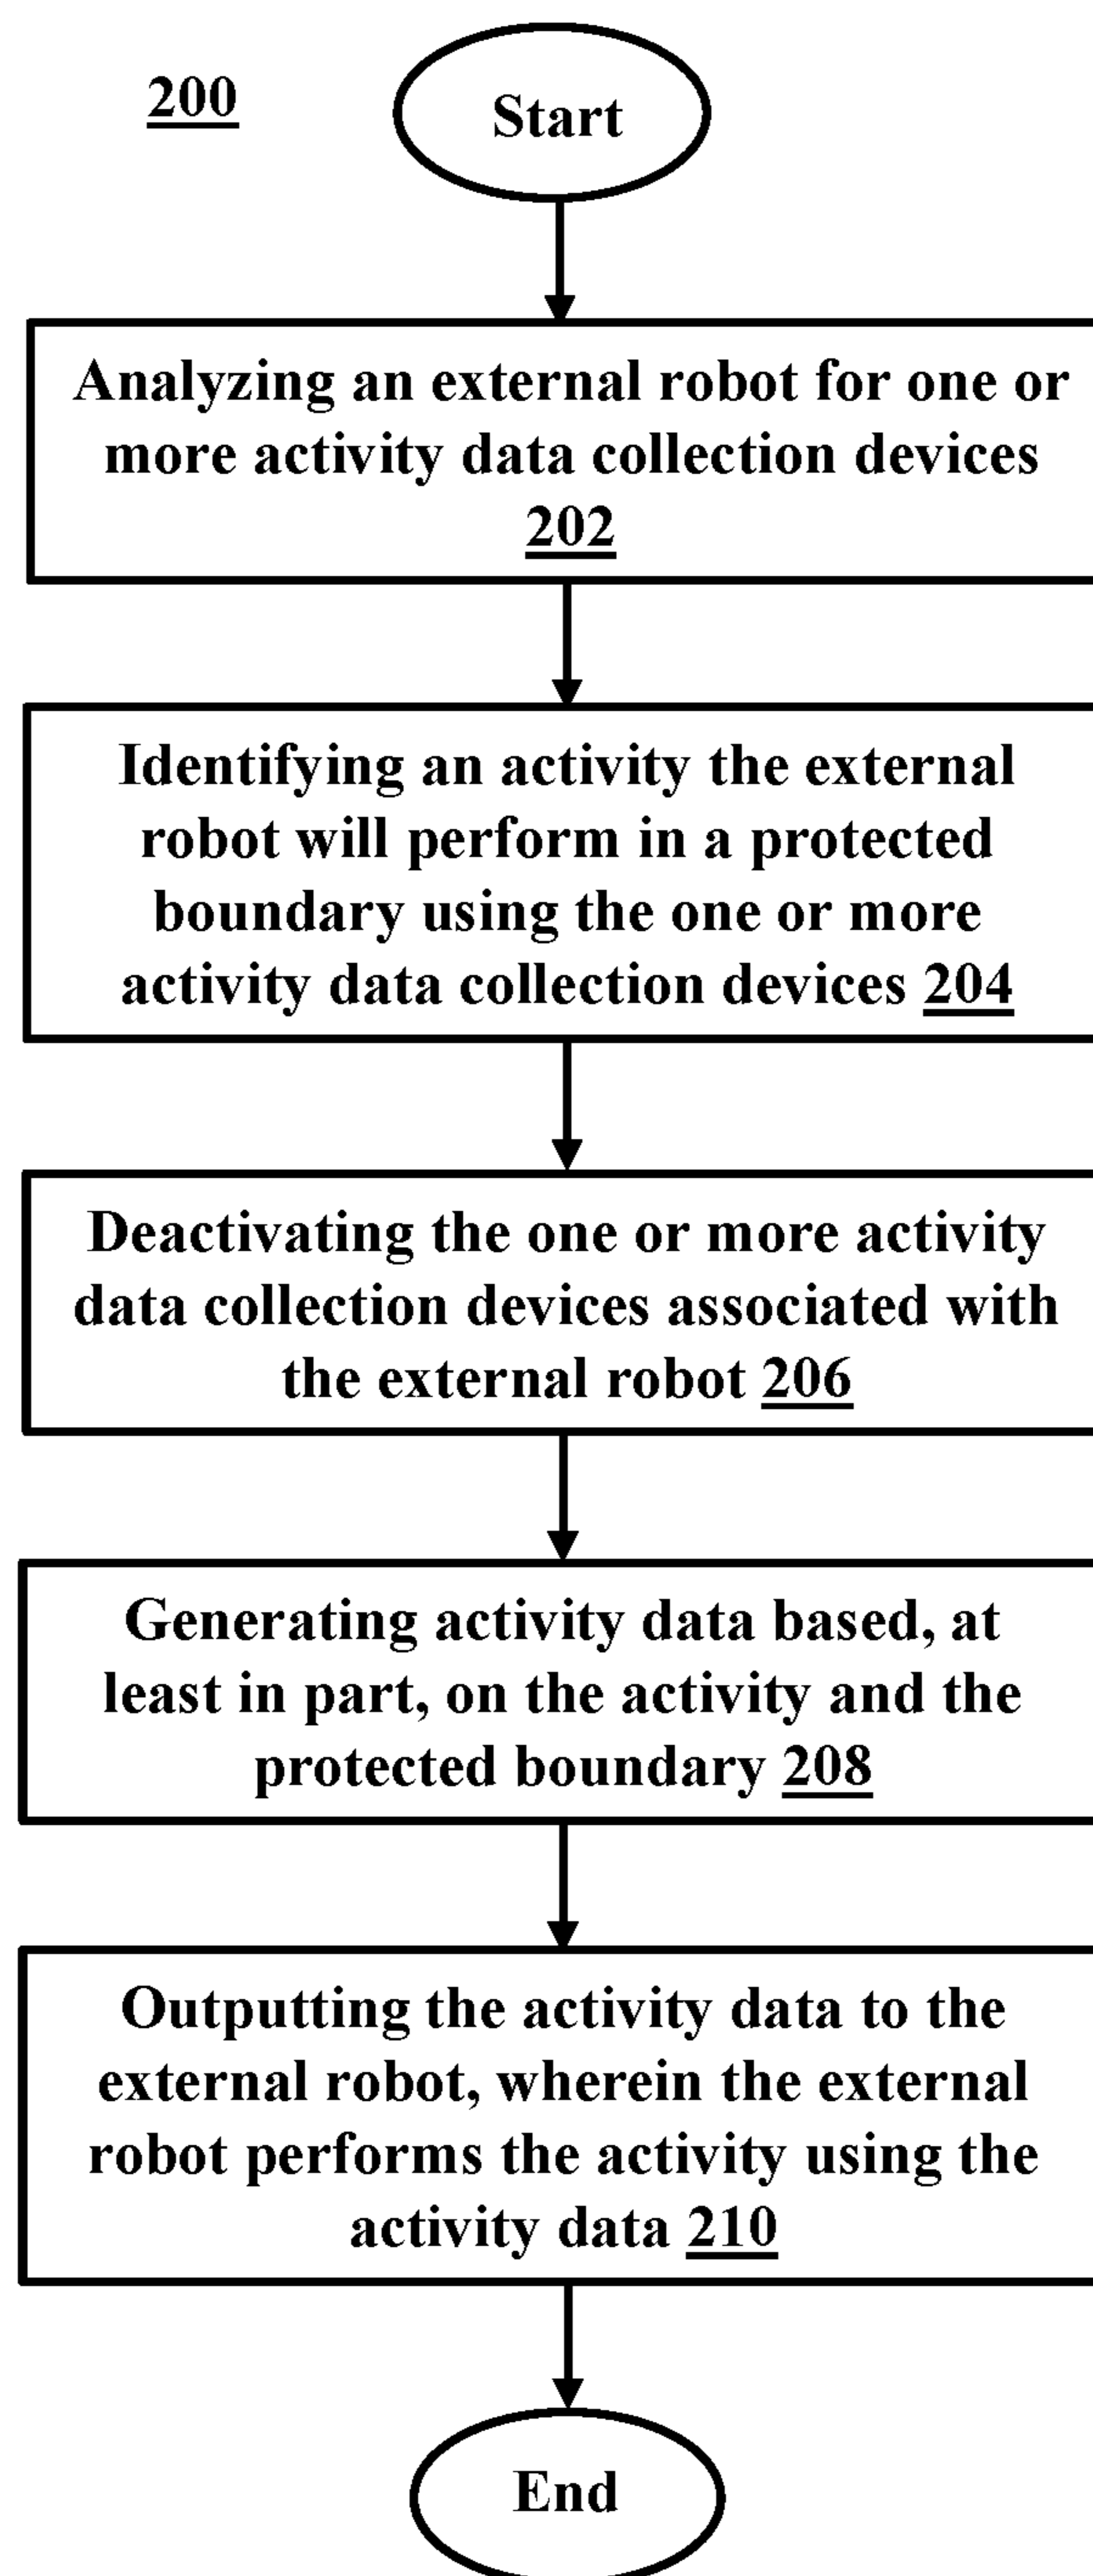 200
Start
Analyzing an external robot for one or
more activity data collection devices
202
Identifying an activity the external
robot will perform in a protected
boundary using the one or more
activity data collection devices 204
Deactivating the one or more activity
data collection devices associated with
the external robot 206
Generating activity data based, at
least in part, on the activity and the
protected boundary 208
Outputting the activity data to the
external robot, wherein the external
robot performs the activity using the
activity data 210
End